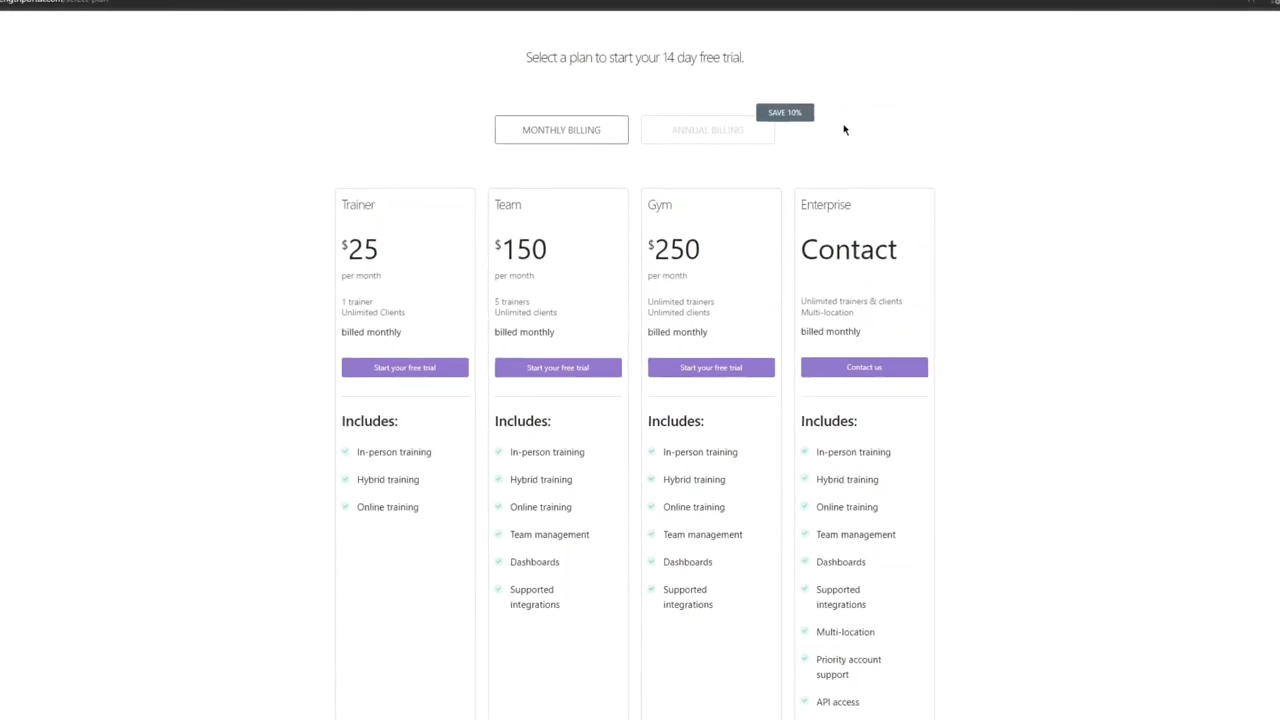 Select a plan to start your 14 day free trial.
SAVE 10%
MONTHLY BILLING
ANNUAL BILLING
Trainer
$25
per month
1 trainer
Unlimited Clients
billed monthly
Start your free trial
Includes:
In-person training
Hybrid training
Online training
Team
$150
per month
5 trainers
Unlimited clients
billed monthly
Start your free trial
Includes:
In-person training
Hybrid training
Online training
Team management
Dashboards
Supported
integrations
Gym
$250
per month
Unlimited trainers
Unlimited clients
billed monthly
Start your free trial
Includes:
In-person training
Hybrid training
Online training
Team management
Dashboards
Supported
integrations
Enterprise
Contact
Unlimited trainers & clients
Multi-location
billed monthly
Contact us
Includes:
In-person training
Hybrid training
Online training
Team management
Dashboards
Supported
integrations
Multi-location
Priority account
support
API access